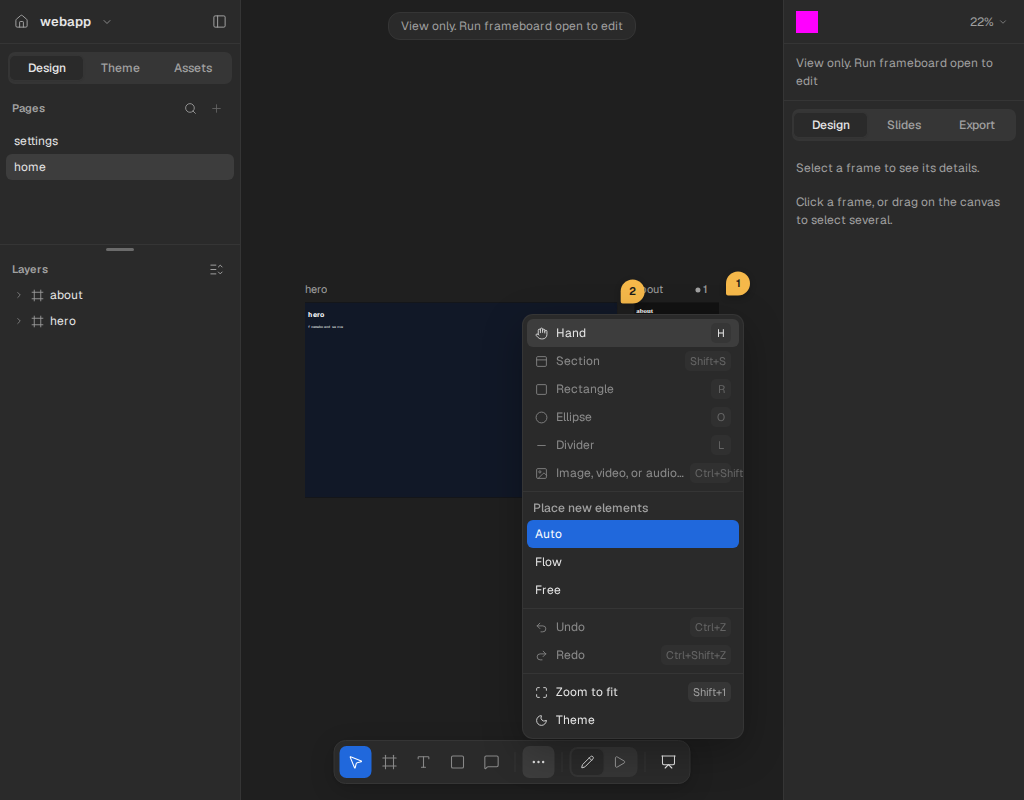 webapp
View only. Run frameboard open to edit
22%
View only. Run frameboard open to
edit
Design
Theme
Assets
Design
Slides
Export
Pages
settings
home
Select a frame to see its details.
Click a frame, or drag on the canvas
to select several.
Layers
about
hero
hero
2
out
1
1
hero
about
Hand
H
Section
Shift+S
Rectangle
R
Ellipse
O
Divider
L
Image, video, or audio…
Ctrl+Shift
Place new elements
Auto
Flow
Free
Undo
Ctrl+Z
Redo
Ctrl+Shift+Z
Zoom to fit
Shift+1
Theme